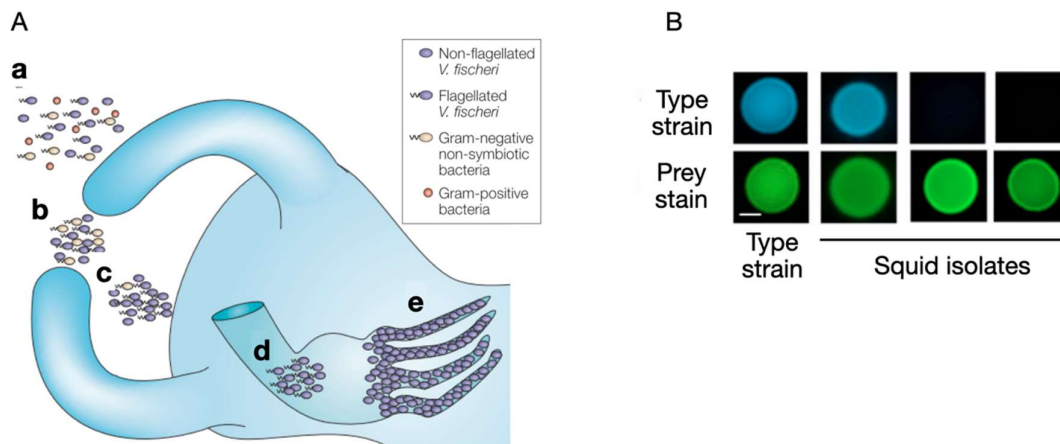 A
B
a
Non-flagellated
V. fischeri
Flagellated
V. fischeri
Gram-negative
non-symbiotic
bacteria
Gram-positive
bacteria
b
c
d
e
Type
strain
Prey
stain
Type
strain
Squid isolates